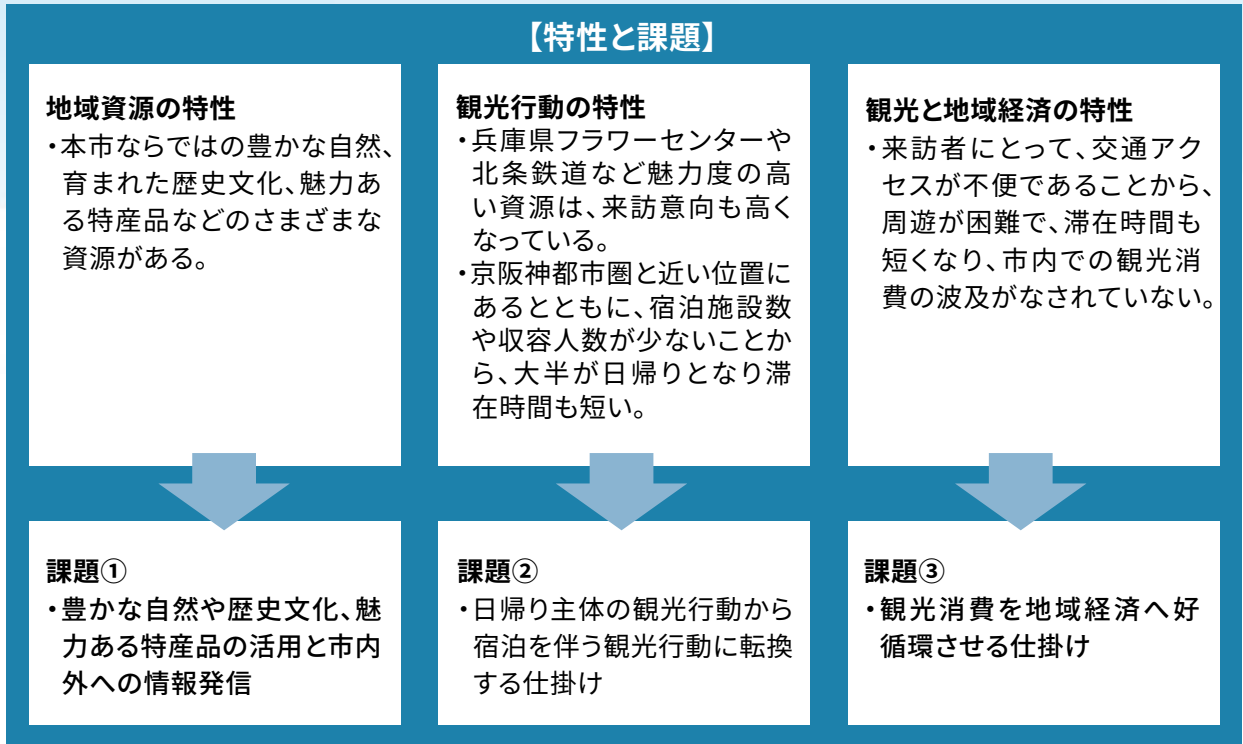 【特性と課題】
地域資源の特性
・本市ならではの豊かな自然、
育まれた歴史文化、魅力あ
る特産品などのさまざまな
資源がある。
観光行動の特性
・兵庫県フラワーセンターや
北条鉄道など魅力度の高
い資源は、来訪意向も高く
なっている。
・京阪神都市圏と近い位置に
あるとともに、宿泊施設数
や収容人数が少ないことか
ら、大半が日帰りとなり滞
在時間も短い。
観光と地域経済の特性
・来訪者にとって、交通アク
セスが不便であることから、
周遊が困難で、滞在時間も
短くなり、市内での観光消
費の波及がなされていない。
課題①
・豊かな自然や歴史文化、魅
力ある特産品の活用と市内
外への情報発信
課題②
・日帰り主体の観光行動から
宿泊を伴う観光行動に転換
する仕掛け
課題③
・観光消費を地域経済へ好
循環させる仕掛け